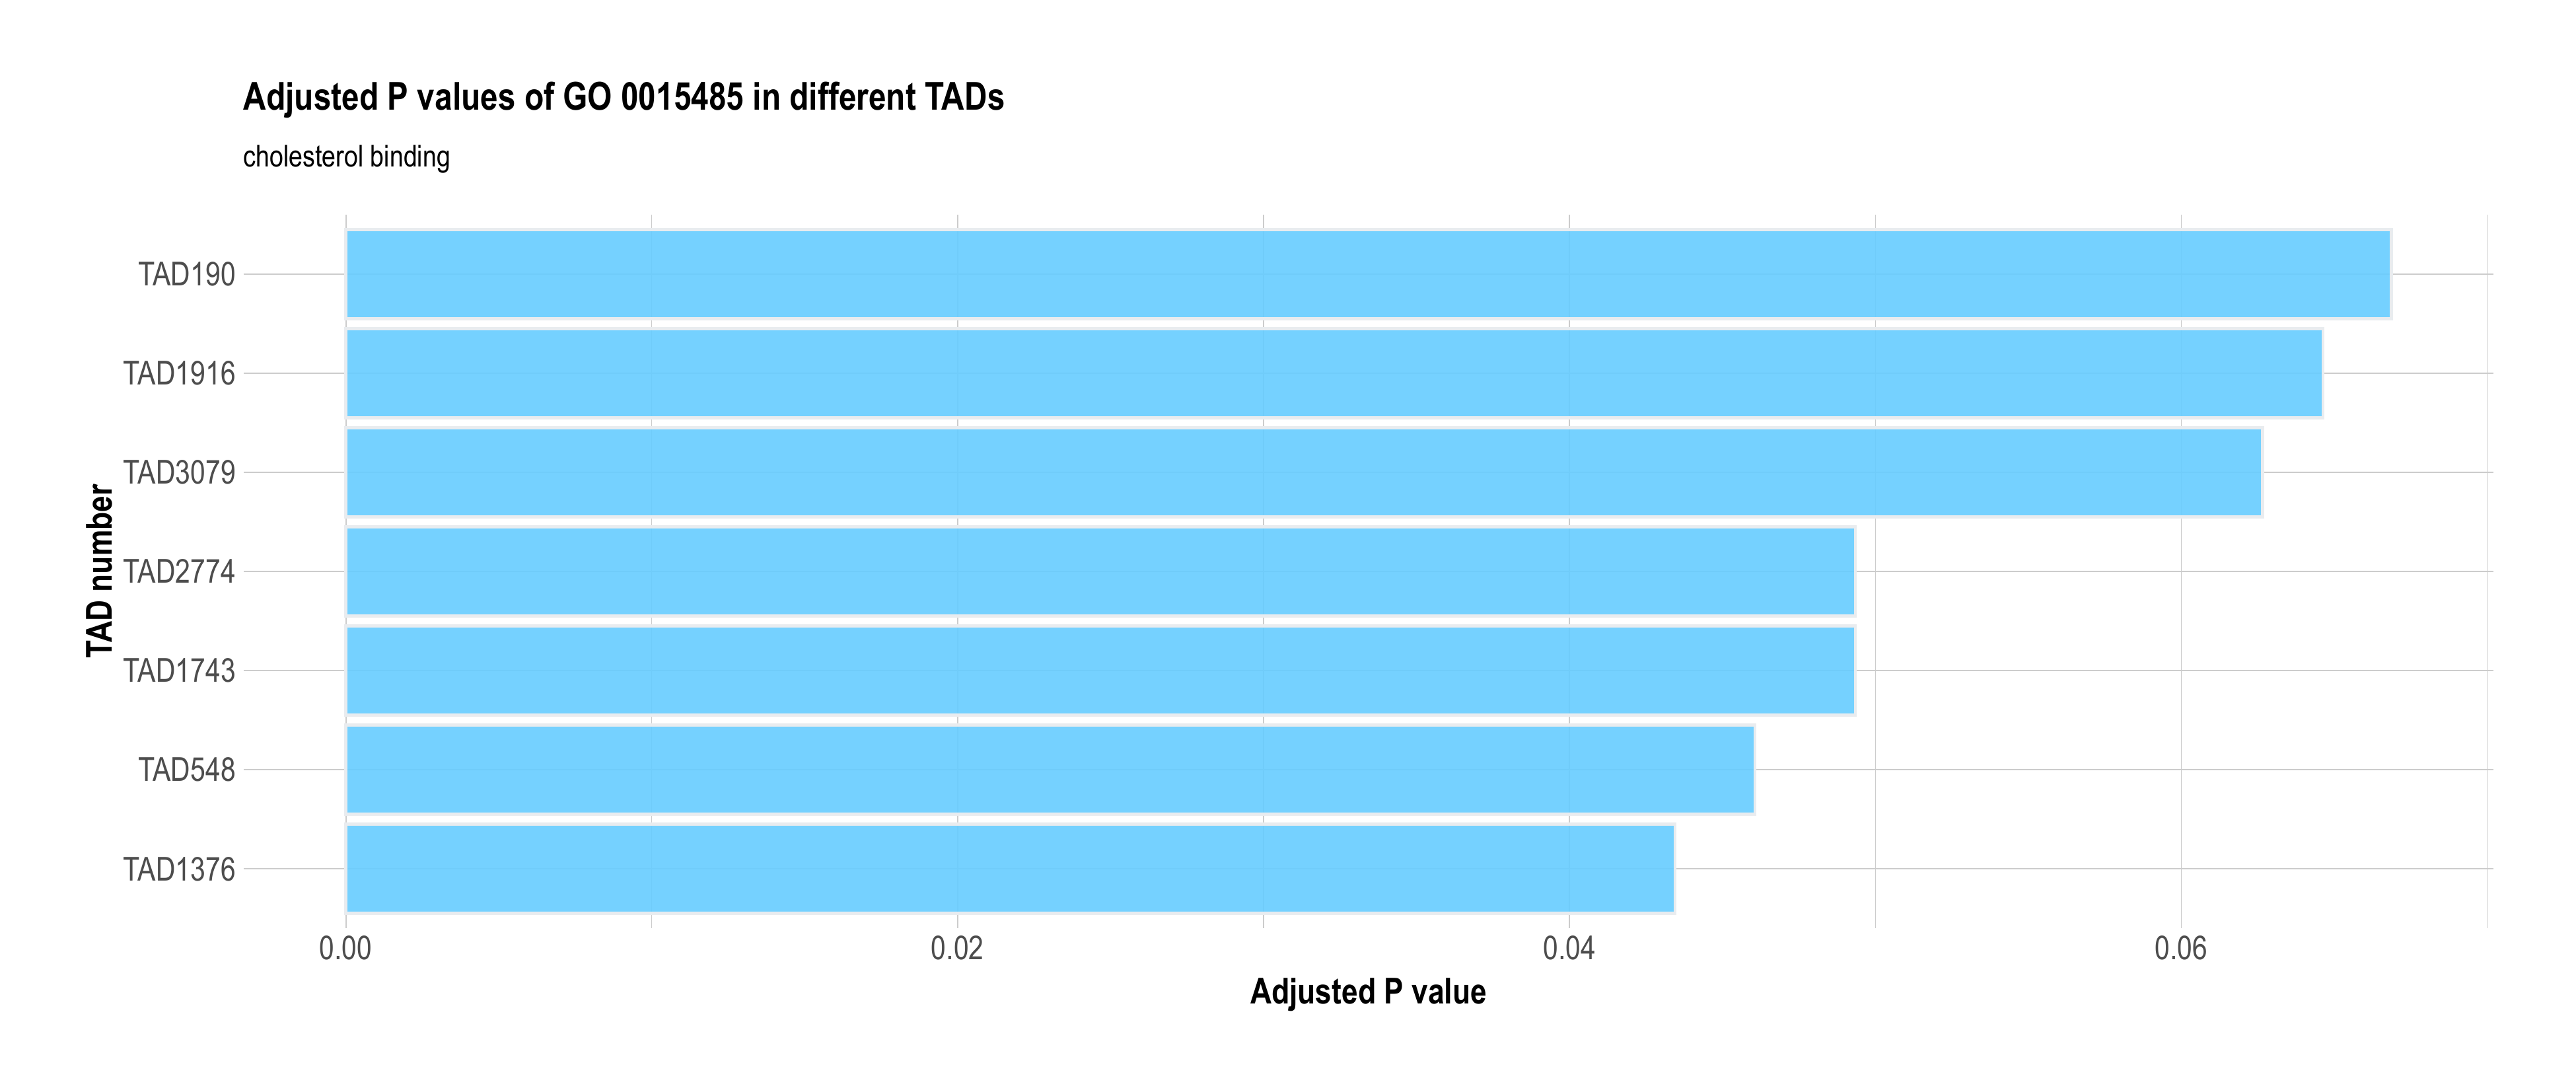 Adjusted P values of GO 0015485 in different TADs
cholesterol binding
TAD number
TAD190
TAD1916
TAD3079
TAD2774
TAD1743
TAD548
TAD1376
0.00 0.02 0.04 0.06
Adjusted P value